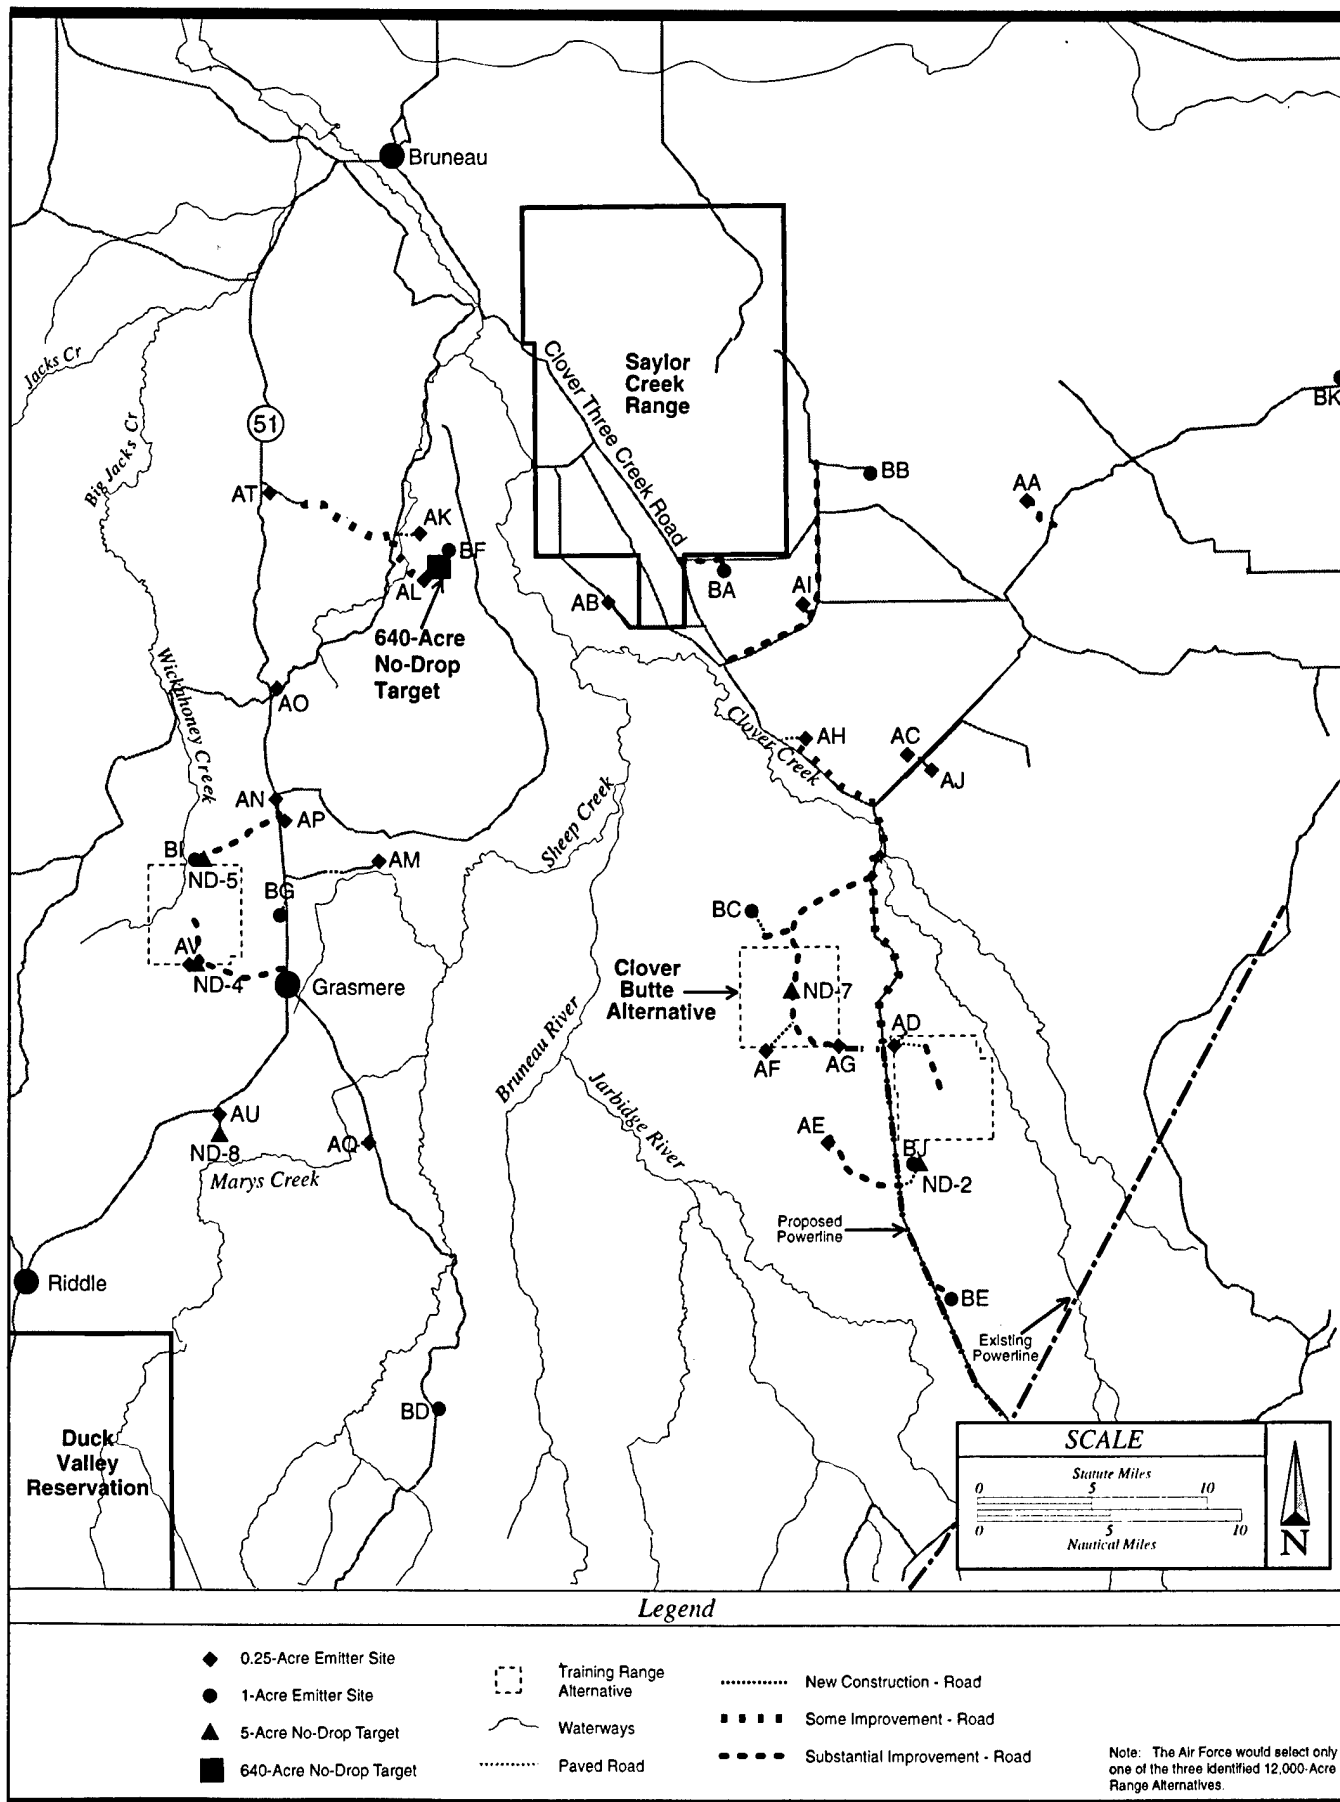 Bruneau
Jacks Cr
Big Jacks Cr
51
Clover Three Creek Road
Saylor
Creek
Range
BK
BB
AT
AA
AK
BF
AL
BA
AI
AB
640-Acre
No-Drop
Target
Wickahoney Creek
AO
Clover Creek
AH
AC
AJ
AN
AP
Sheep Creek
BI
ND-5
AM
BG
BC
AV
ND-4
Grasmere
Clover
Butte
Alternative
ND-7
Bruneau River
AD
AF
AG
Jarbidge River
AU
ND-8
AQ
AE
BJ
ND-2
Marys Creek
Proposed
Powerline
Riddle
BE
Existing
Powerline
BD
Duck
Valley
Reservation
SCALE
Statute Miles
0 5 10
0 5 10
Nautical Miles
N
Legend
0.25-Acre Emitter Site
1-Acre Emitter Site
5-Acre No-Drop Target
640-Acre No-Drop Target
Training Range
Alternative
Waterways
Paved Road
New Construction - Road
Some Improvement - Road
Substantial Improvement - Road
Note: The Air Force would select only
one of the three identified 12,000-Acre
Range Alternatives.